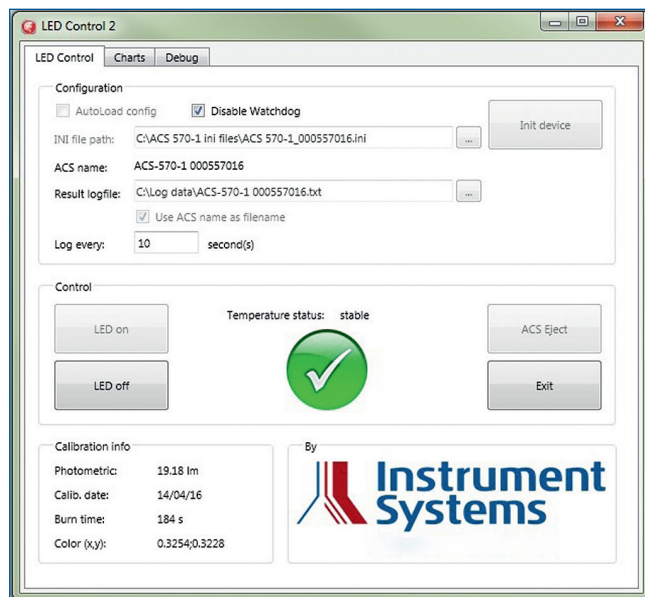 LED Control 2
LED Control Charts Debug
Configuration
AutoLoad config Disable Watchdog
Init device
INI file path: C:\ACS 570-1 ini files\ACS 570-1_000557016.ini ...
ACS name: ACS-570-1 000557016
Result logfile: C:\Log data\ACS-570-1 000557016.txt ...
Use ACS name as filename
Log every: 10 second(s)
Control
LED on
Temperature status: stable
ACS Eject
LED off
Exit
Calibration info
Photometric: 19.18 lm
Calib. date: 14/04/16
Burn time: 184 s
Color (x,y): 0.3254;0.3228
By
Instrument
Systems